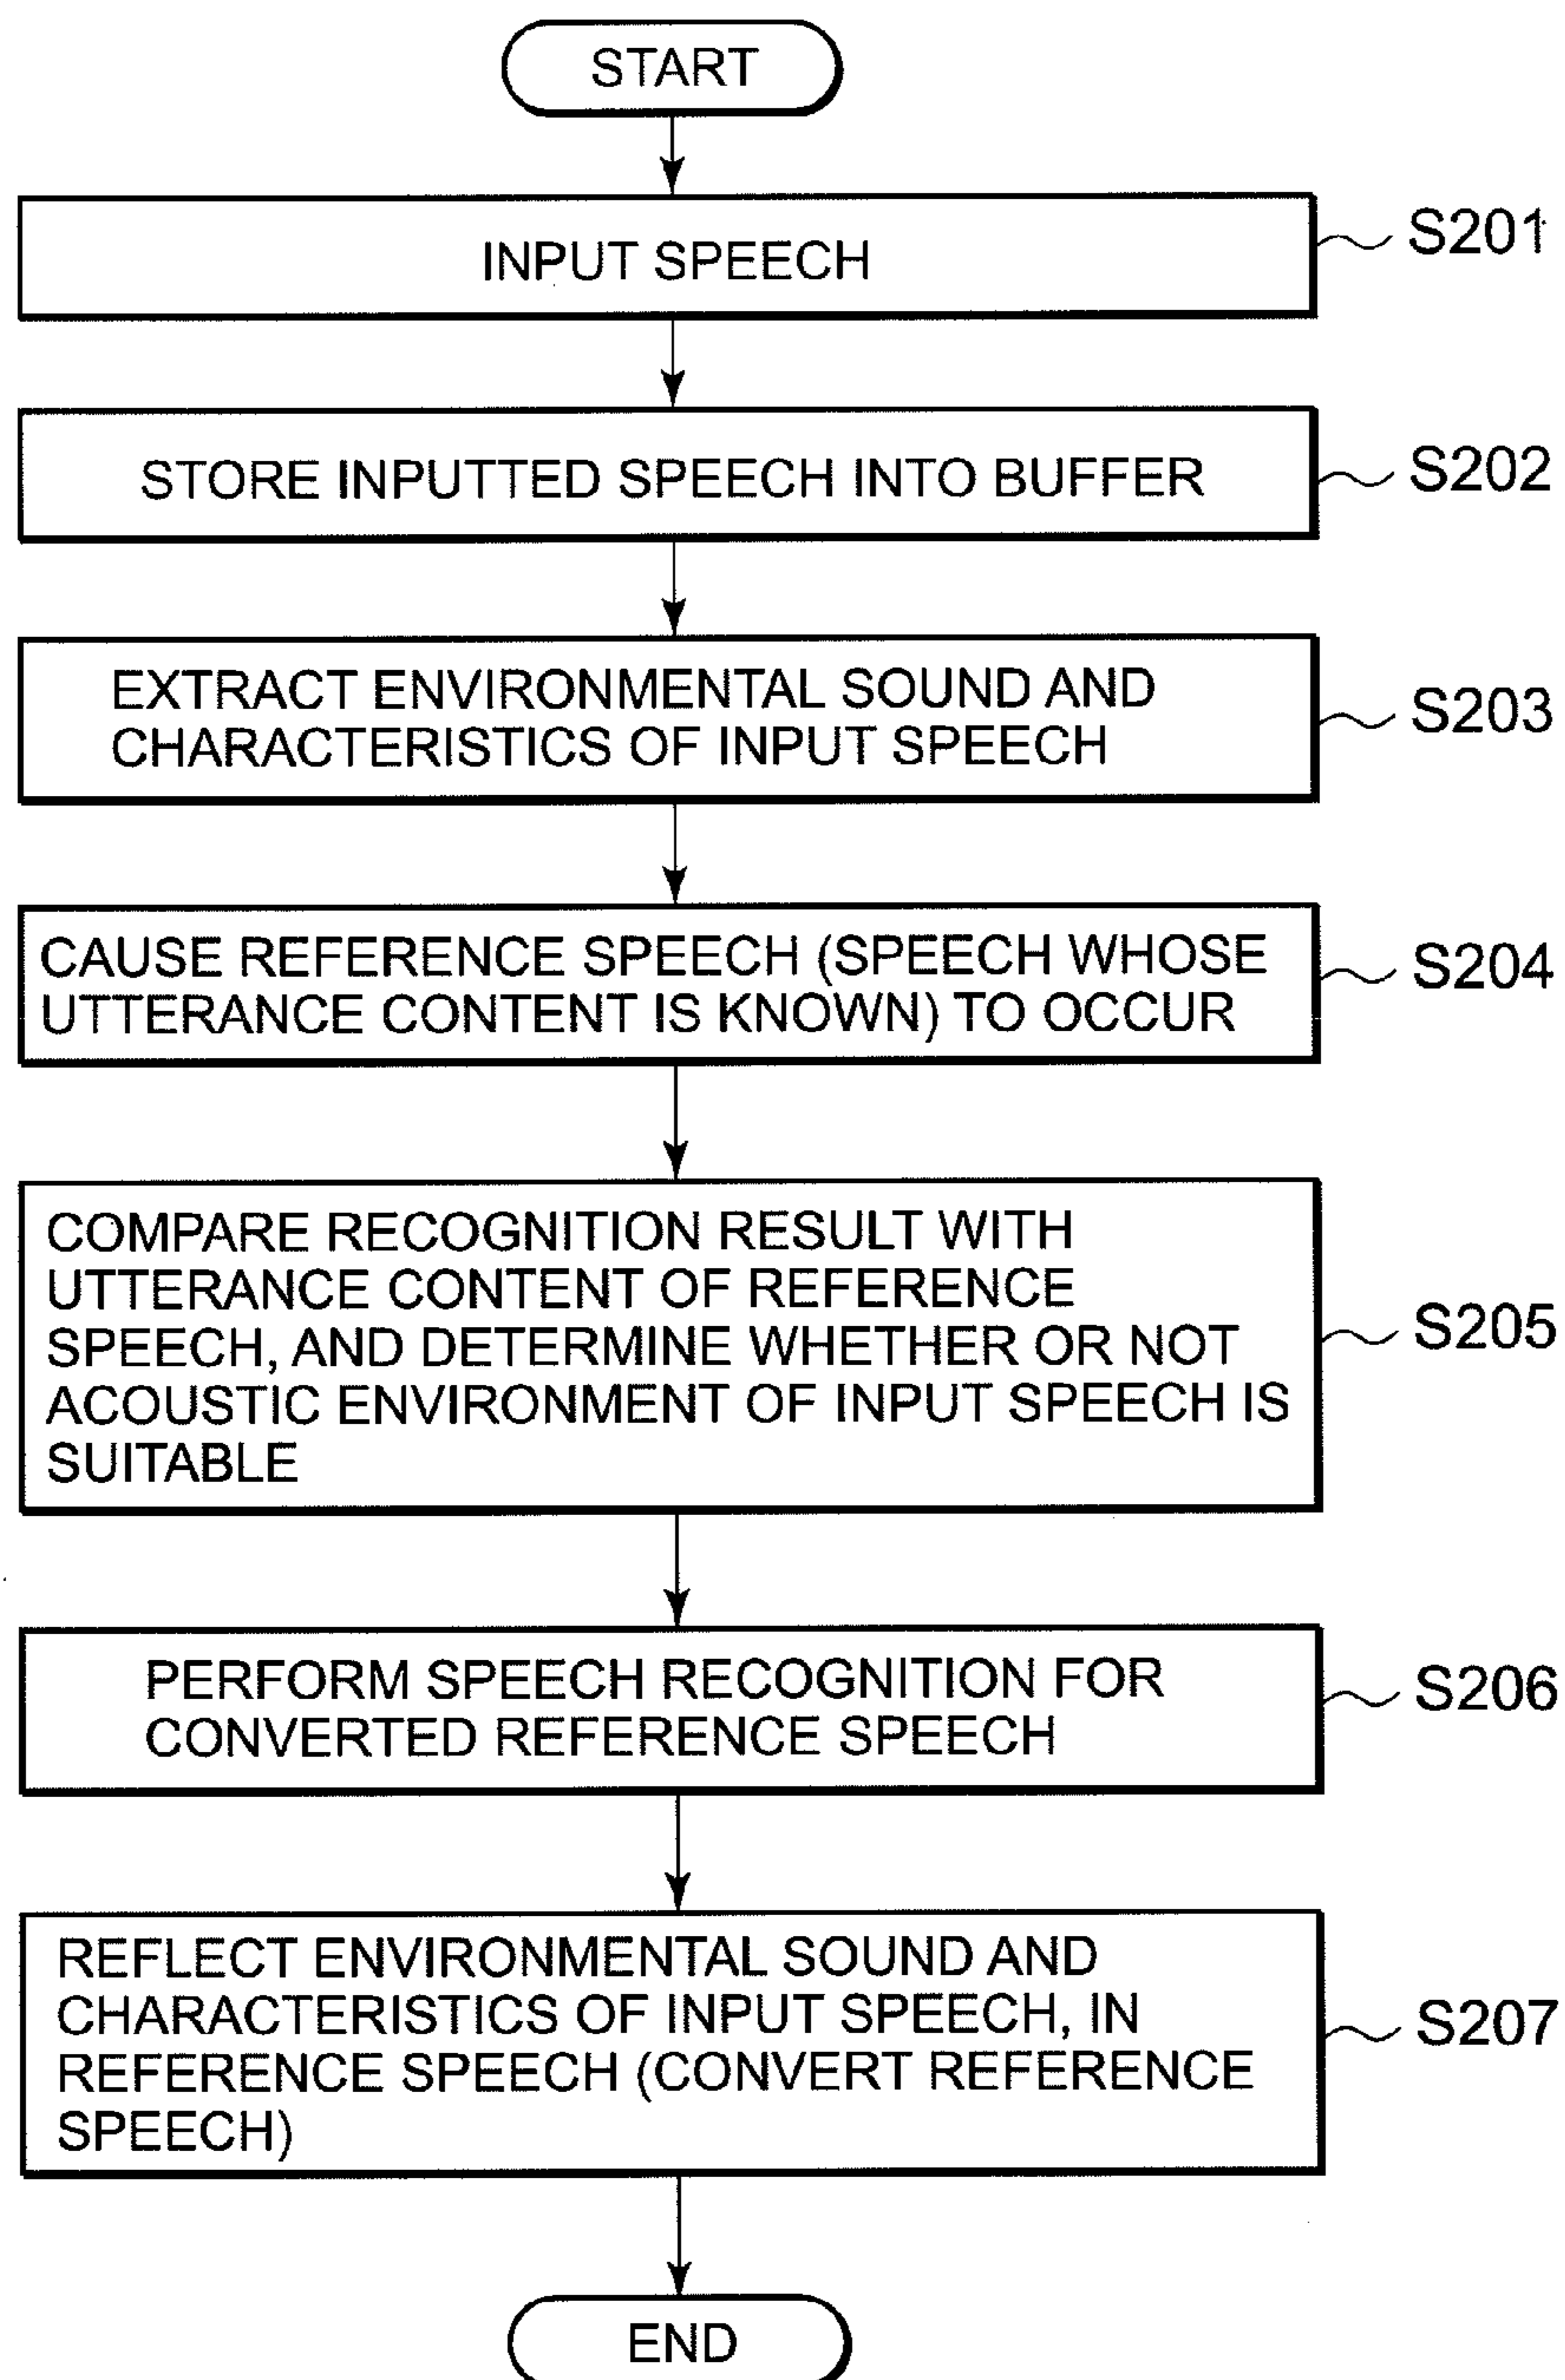 START
INPUT SPEECH
S201
STORE INPUTTED SPEECH INTO BUFFER
S202
EXTRACT ENVIRONMENTAL SOUND AND
CHARACTERISTICS OF INPUT SPEECH
S203
CAUSE REFERENCE SPEECH (SPEECH WHOSE
UTTERANCE CONTENT IS KNOWN) TO OCCUR
S204
COMPARE RECOGNITION RESULT WITH
UTTERANCE CONTENT OF REFERENCE
SPEECH, AND DETERMINE WHETHER OR NOT
ACOUSTIC ENVIRONMENT OF INPUT SPEECH IS
SUITABLE
S205
PERFORM SPEECH RECOGNITION FOR
CONVERTED REFERENCE SPEECH
S206
REFLECT ENVIRONMENTAL SOUND AND
CHARACTERISTICS OF INPUT SPEECH, IN
REFERENCE SPEECH (CONVERT REFERENCE
SPEECH)
S207
END